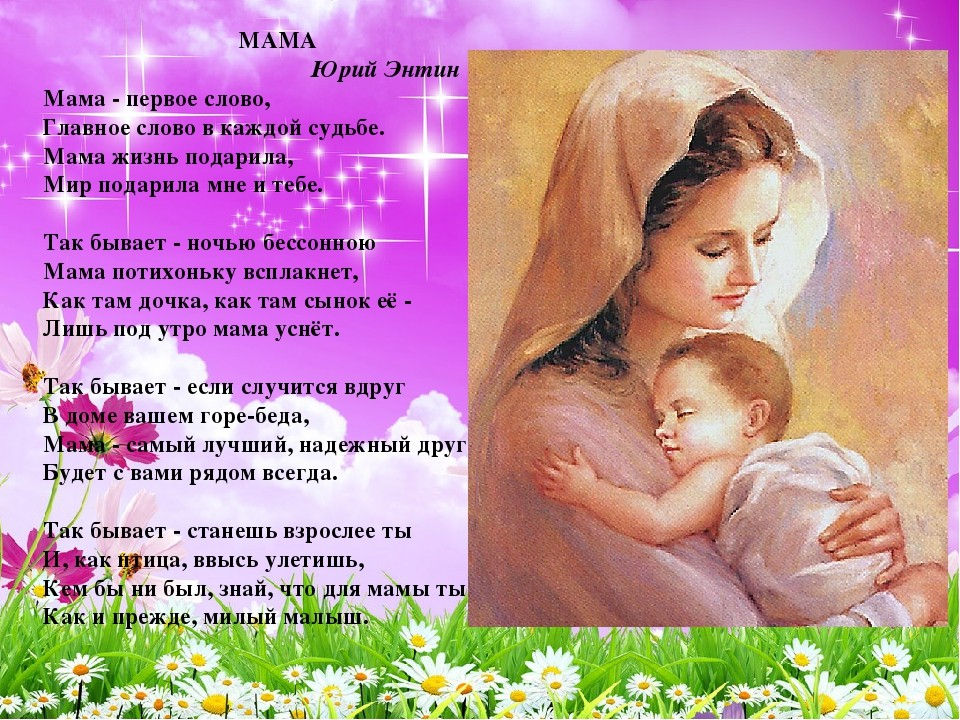 МАМА
Юрий Энтин
Мама - первое слово,
Главное слово в каждой судьбе.
Мама жизнь подарила,
Мир подарила мне и тебе.
Так бывает - ночью бессонною
Мама потихоньку всплакнет,
Как там дочка, как там сынок её -
Лишь под утро мама уснёт.
Так бывает - если случится вдруг
В доме вашем горе-беда,
Мама - самый лучший, надежный друг
Будет с вами рядом всегда.
Так бывает - станешь взрослее ты
И, как птица, ввысь улетишь,
Кем бы ни был, знай, что для мамы ты
Как и прежде, милый малыш.